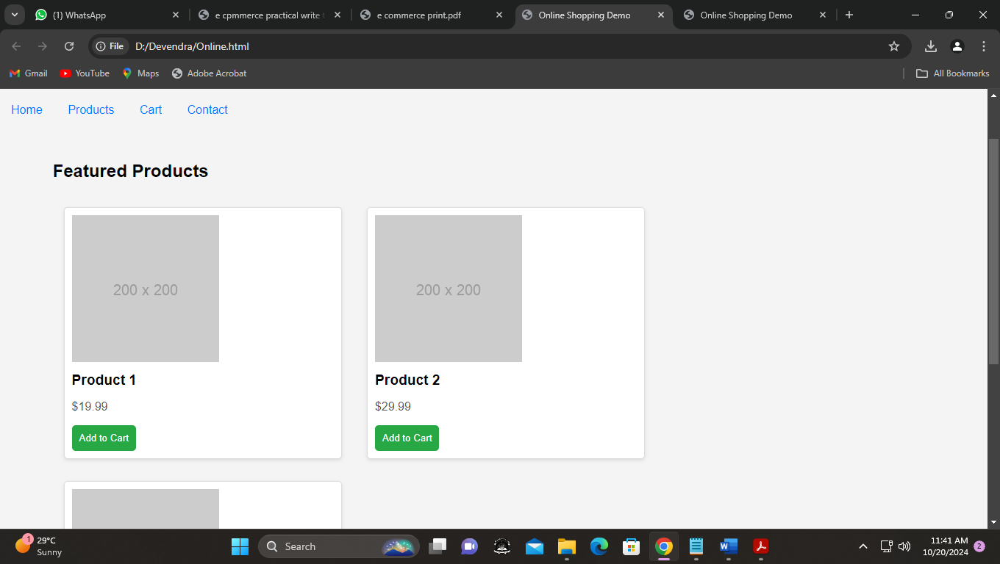 (1) WhatsApp
e cpmmerce practical write
e commerce print.pdf
Online Shopping Demo
Online Shopping Demo
File
D:/Devendra/Online.html
Gmail
YouTube
Maps
Adobe Acrobat
All Bookmarks
Home Products Cart Contact
Featured Products
200 x 200
Product 1
$19.99
Add to Cart
200 x 200
Product 2
$29.99
Add to Cart
1
29°C
Sunny
Search
11:41 AM
10/20/2024
2